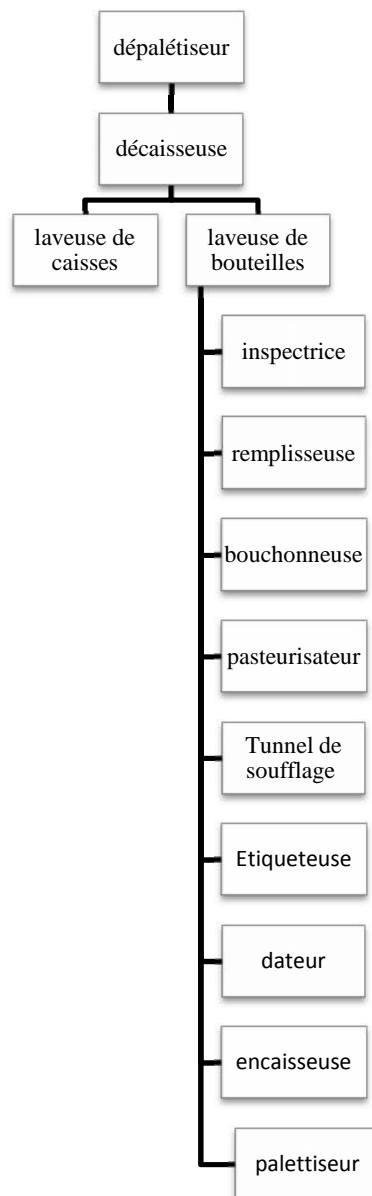 dépalétiseur
décaisseuse
laveuse de
caisses
laveuse de
bouteilles
inspectrice
remplisseuse
bouchonneuse
pasteurisateur
Tunnel de
soufflage
Etiqueteuse
dateur
encaisseuse
palettiseur